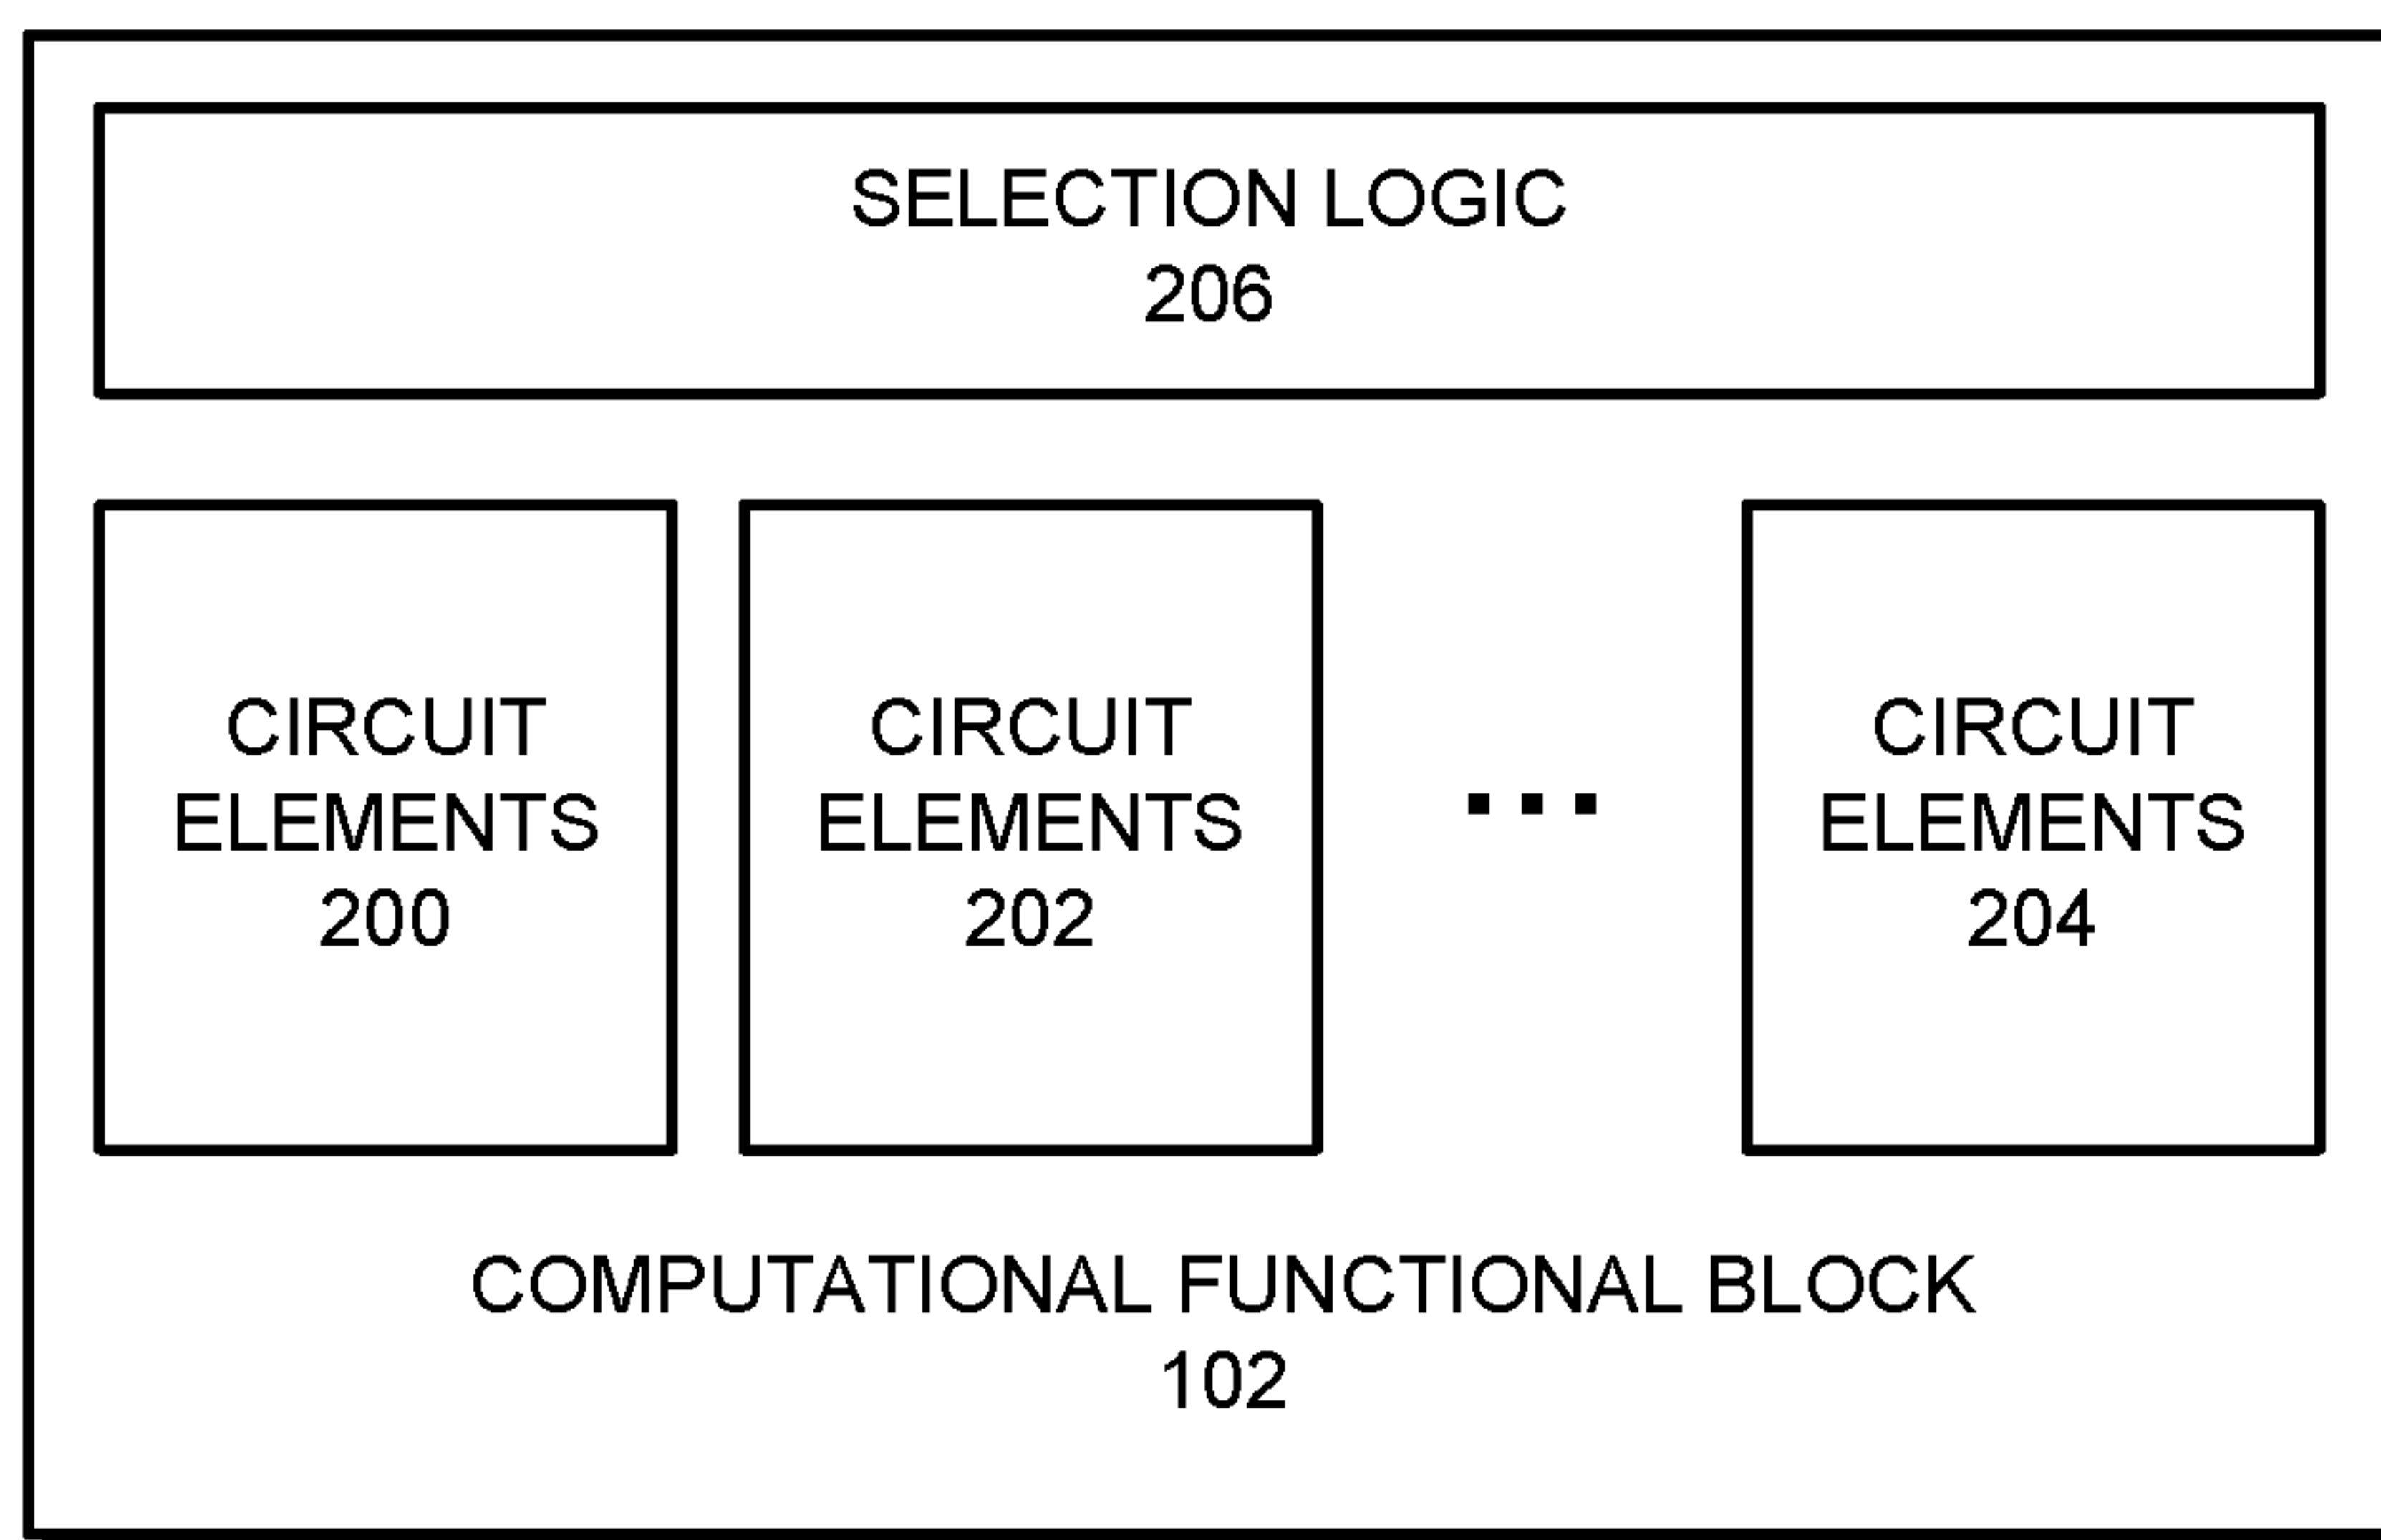 SELECTION LOGIC
206
CIRCUIT
ELEMENTS
200
CIRCUIT
ELEMENTS
202
...
CIRCUIT
ELEMENTS
204
COMPUTATIONAL FUNCTIONAL BLOCK
102